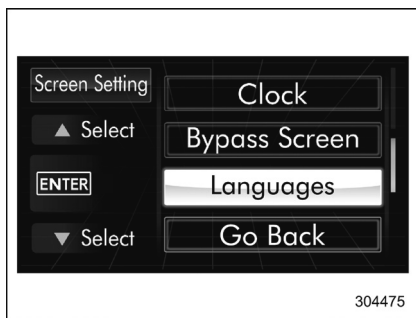 Screen Setting
▲ Select
ENTER
▼ Select
Clock
Bypass Screen
Languages
Go Back
304475